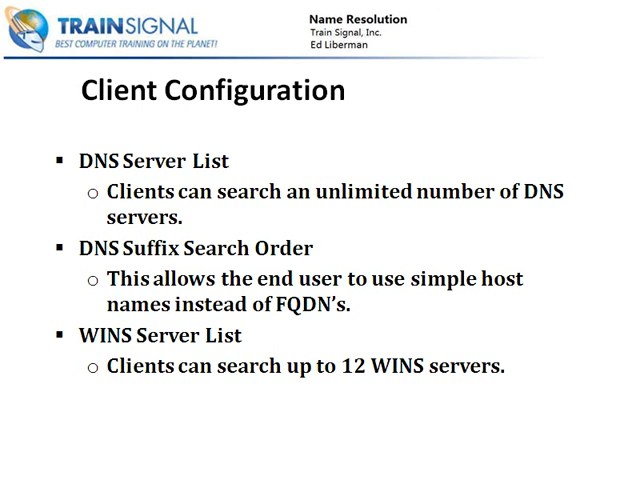 TRAINSIGNAL
BEST COMPUTER TRAINING ON THE PLANET!
Name Resolution
Train Signal, Inc.
Ed Liberman
Client Configuration
▪ DNS Server List
o Clients can search an unlimited number of DNS
servers.
▪ DNS Suffix Search Order
o This allows the end user to use simple host
names instead of FQDN’s.
▪ WINS Server List
o Clients can search up to 12 WINS servers.